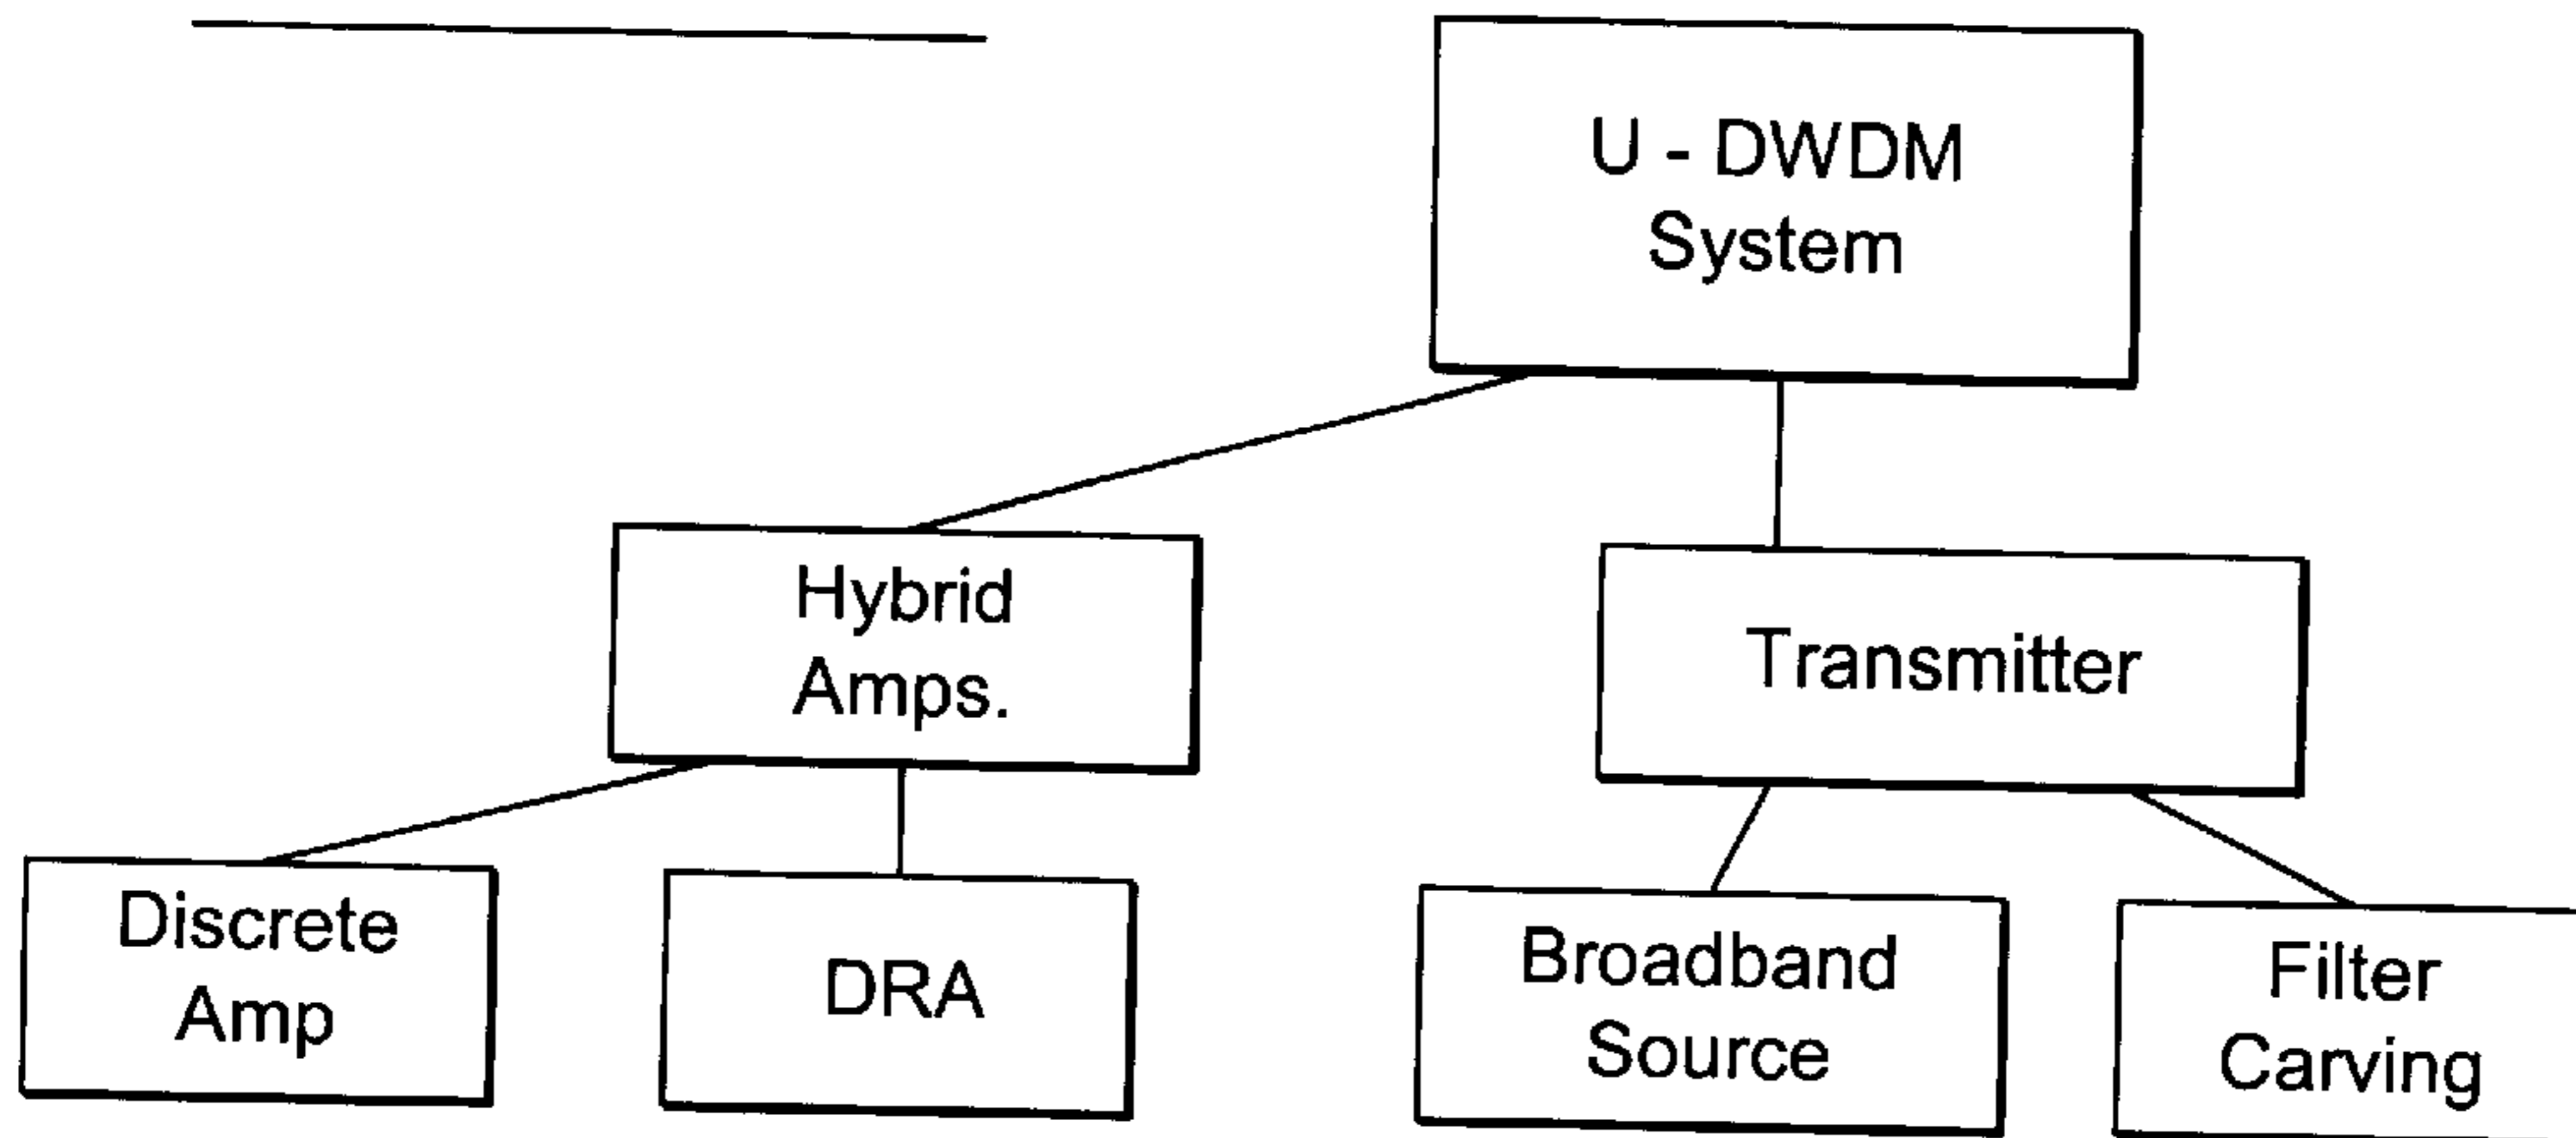 U - DWDM
System
Hybrid
Amps.
Transmitter
Discrete
Amp
DRA
Broadband
Source
Filter
Carving